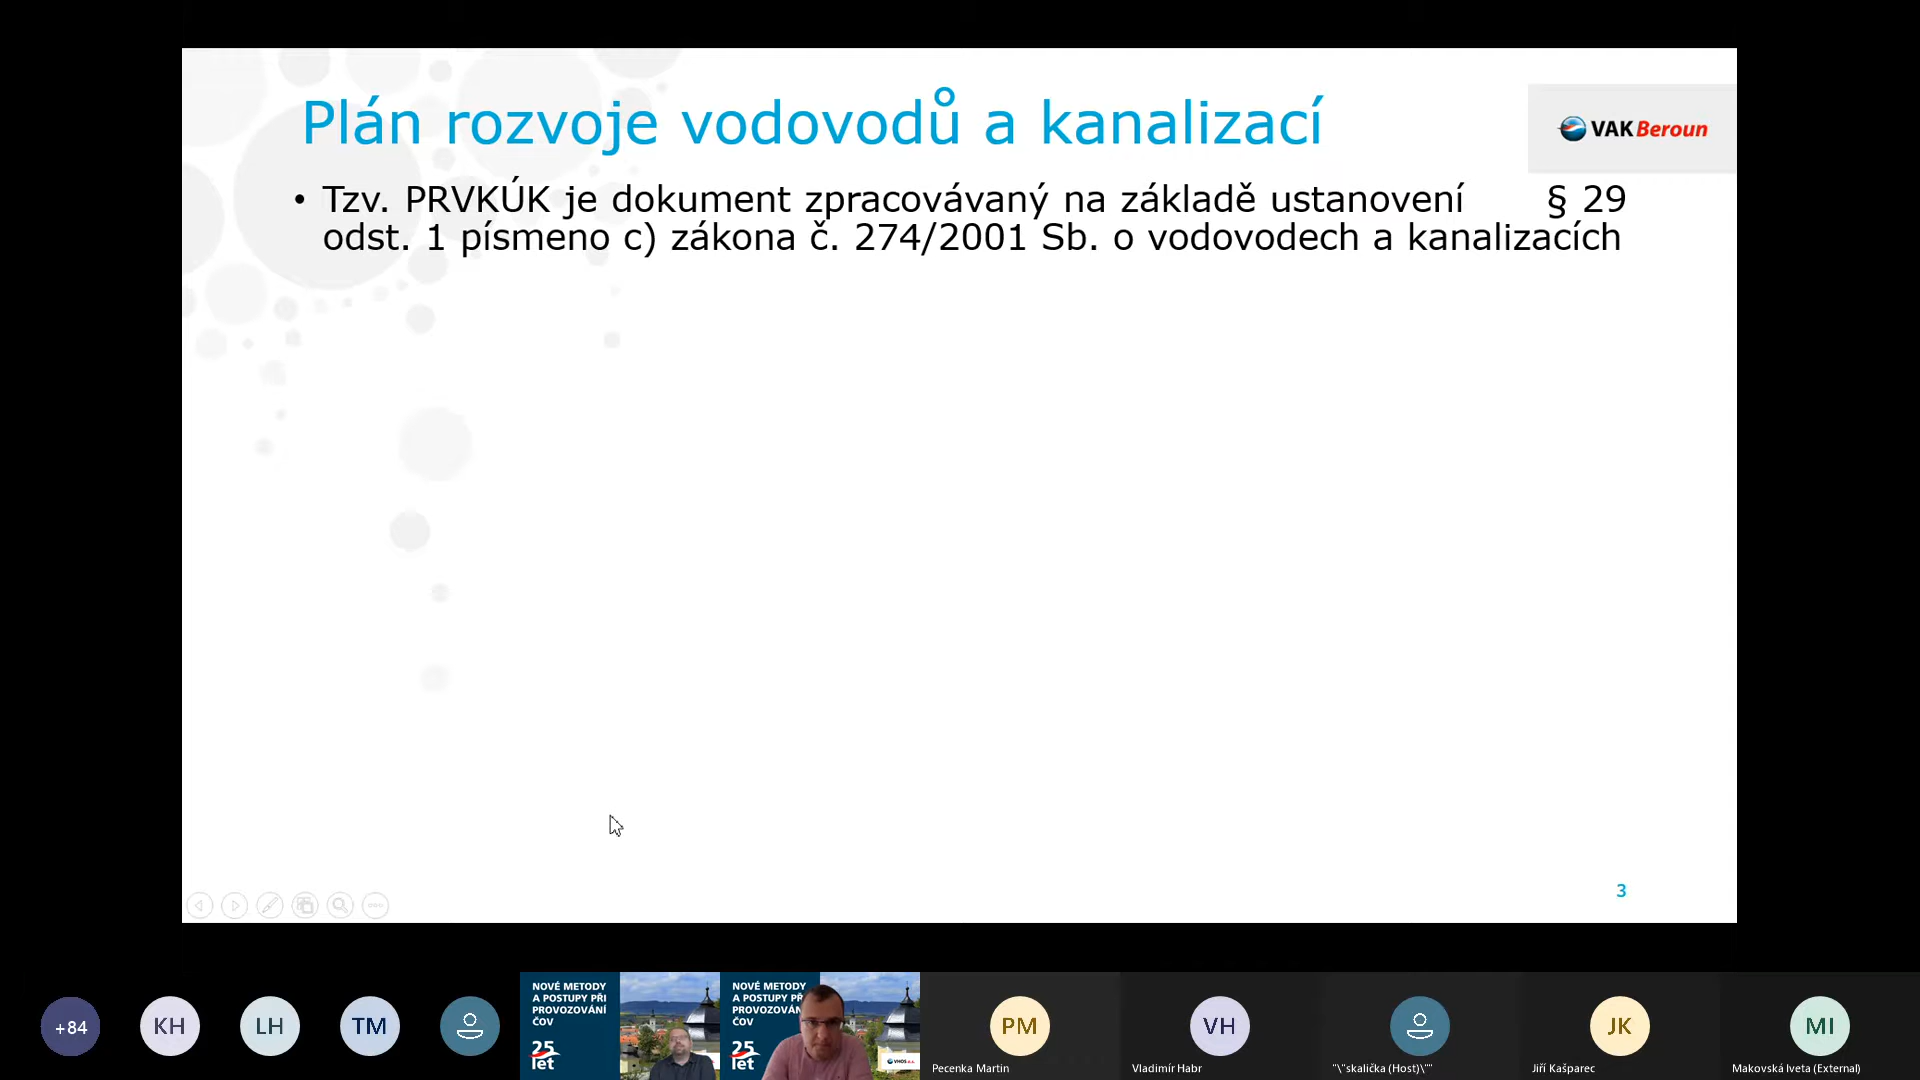 Plán rozvoje vodovodů a kanalizací
VAK Beroun
• Tzv. PRVKÚK je dokument zpracovávaný na základě ustanovení § 29
odst. 1 písmeno c) zákona č. 274/2001 Sb. o vodovodech a kanalizacích
3
+84
KH
LH
TM
NOVÉ METODY
A POSTUPY PŘI
PROVOZOVÁNÍ
ČOV
25
let
NOVÉ METODY
A POSTUPY PŘ
PROVOZOVÁN
ČOV
25
let
VHOS a.s.
PM
Pecenka Martin
VH
Vladimír Habr
"\"skalička (Host)\""
JK
Jiří Kašparec
MI
Makovská Iveta (External)